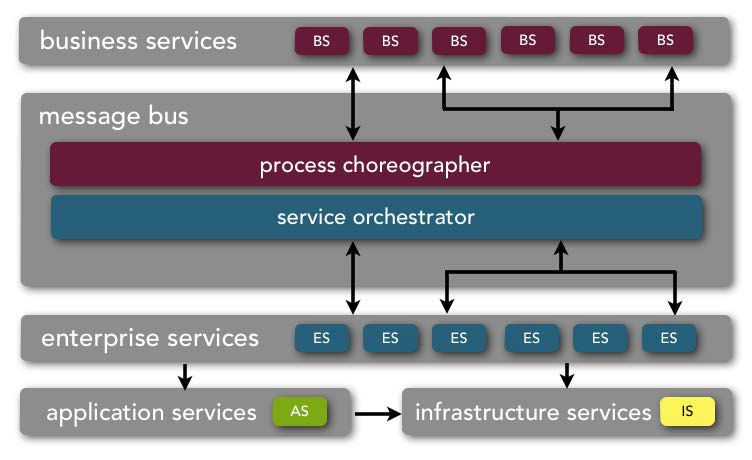 business services BS BS BS BS BS BS
message bus
process choreographer
service orchestrator
enterprise services ES ES ES ES ES ES
application services AS infrastructure services IS